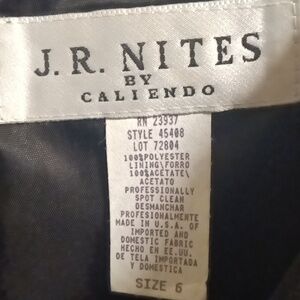 J.R. NITES
BY
CALIENDO
RN 23937
STYLE 45408
LOT 72804
100%POLYESTER
LINING\FORRO
100%ACETATE\
ACETATO
PROFESSIONALLY
SPOT CLEAN
DESMANCHAR
PROFESIONALMENTE
MADE IN U.S.A. OF
IMPORTED AND
DOMESTIC FABRIC
HECHO EN EE.UU.
DE TELA IMPORTADA
Y DOMESTICA
SIZE 6